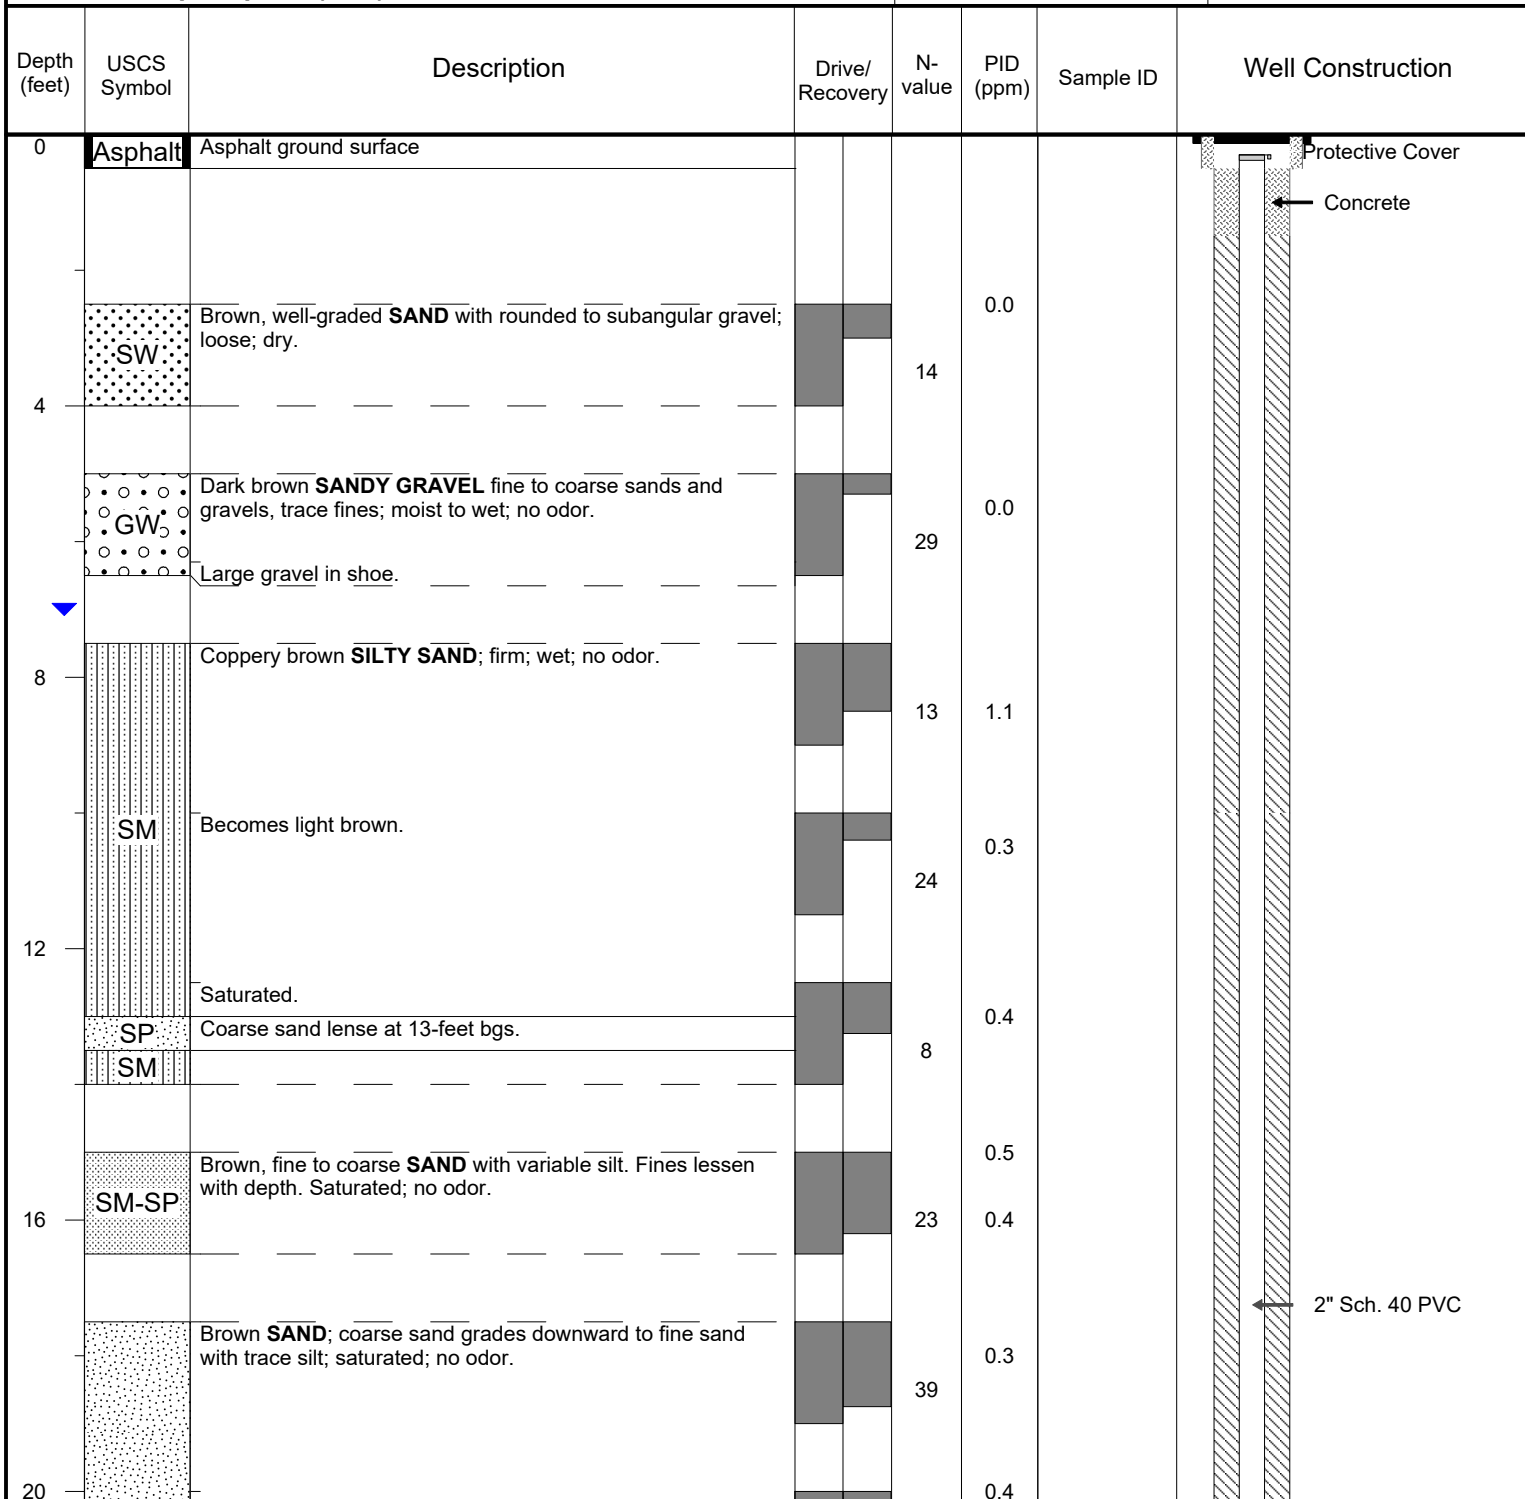 Depth
(feet)
USCS
Symbol
Description
Drive/
Recovery
N-
value
PID
(ppm)
Sample ID
Well Construction
0
Asphalt
Asphalt ground surface
Protective Cover
Concrete
0.0
Brown, well-graded SAND with rounded to subangular gravel;
loose; dry.
SW
14
4
Dark brown SANDY GRAVEL fine to coarse sands and
gravels, trace fines; moist to wet; no odor.
0.0
GW
29
Large gravel in shoe.
Coppery brown SILTY SAND; firm; wet; no odor.
8
13
1.1
SM
Becomes light brown.
0.3
24
12
Saturated.
0.4
SP
Coarse sand lense at 13-feet bgs.
8
SM
0.5
Brown, fine to coarse SAND with variable silt. Fines lessen
with depth. Saturated; no odor.
SM-SP
16
23
0.4
2" Sch. 40 PVC
Brown SAND; coarse sand grades downward to fine sand
with trace silt; saturated; no odor.
0.3
39
20
0.4